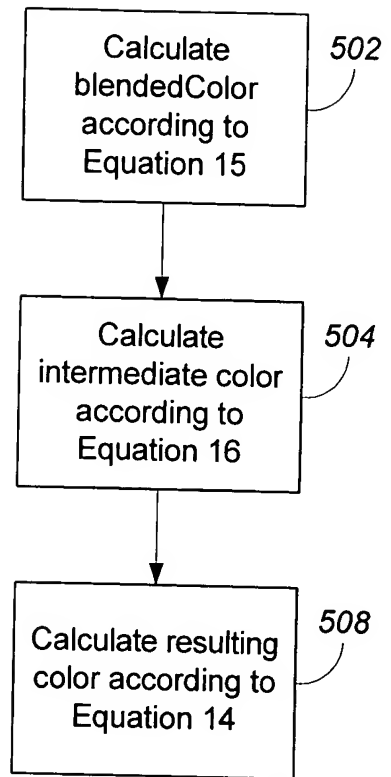 Calculate
blendedColor
according to
Equation 15
502
Calculate
intermediate color
according to
Equation 16
504
Calculate resulting
color according to
Equation 14
508